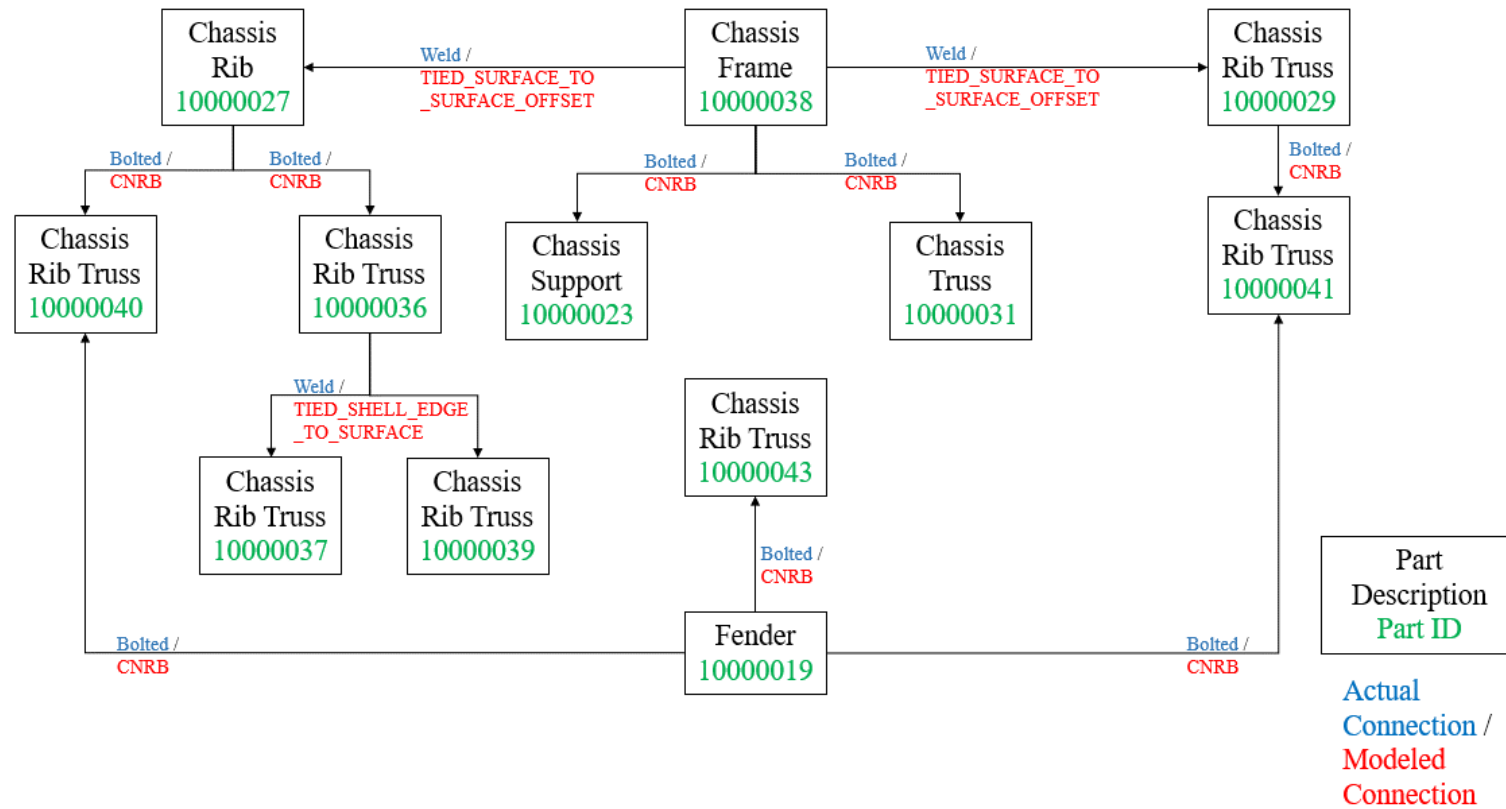 Chassis
Rib
10000027
Weld /
TIED_SURFACE_TO
_SURFACE_OFFSET
Chassis
Frame
10000038
Weld /
TIED_SURFACE_TO
_SURFACE_OFFSET
Chassis
Rib Truss
10000029
Bolted /
CNRB
Bolted /
CNRB
Bolted /
CNRB
Bolted /
CNRB
Bolted /
CNRB
Chassis
Rib Truss
10000040
Chassis
Rib Truss
10000036
Chassis
Support
10000023
Chassis
Truss
10000031
Chassis
Rib Truss
10000041
Weld /
TIED_SHELL_EDGE
_TO_SURFACE
Chassis
Rib Truss
10000037
Chassis
Rib Truss
10000039
Chassis
Rib Truss
10000043
Bolted /
CNRB
Bolted /
CNRB
Fender
10000019
Bolted /
CNRB
Part
Description
Part ID
Actual
Connection /
Modeled
Connection